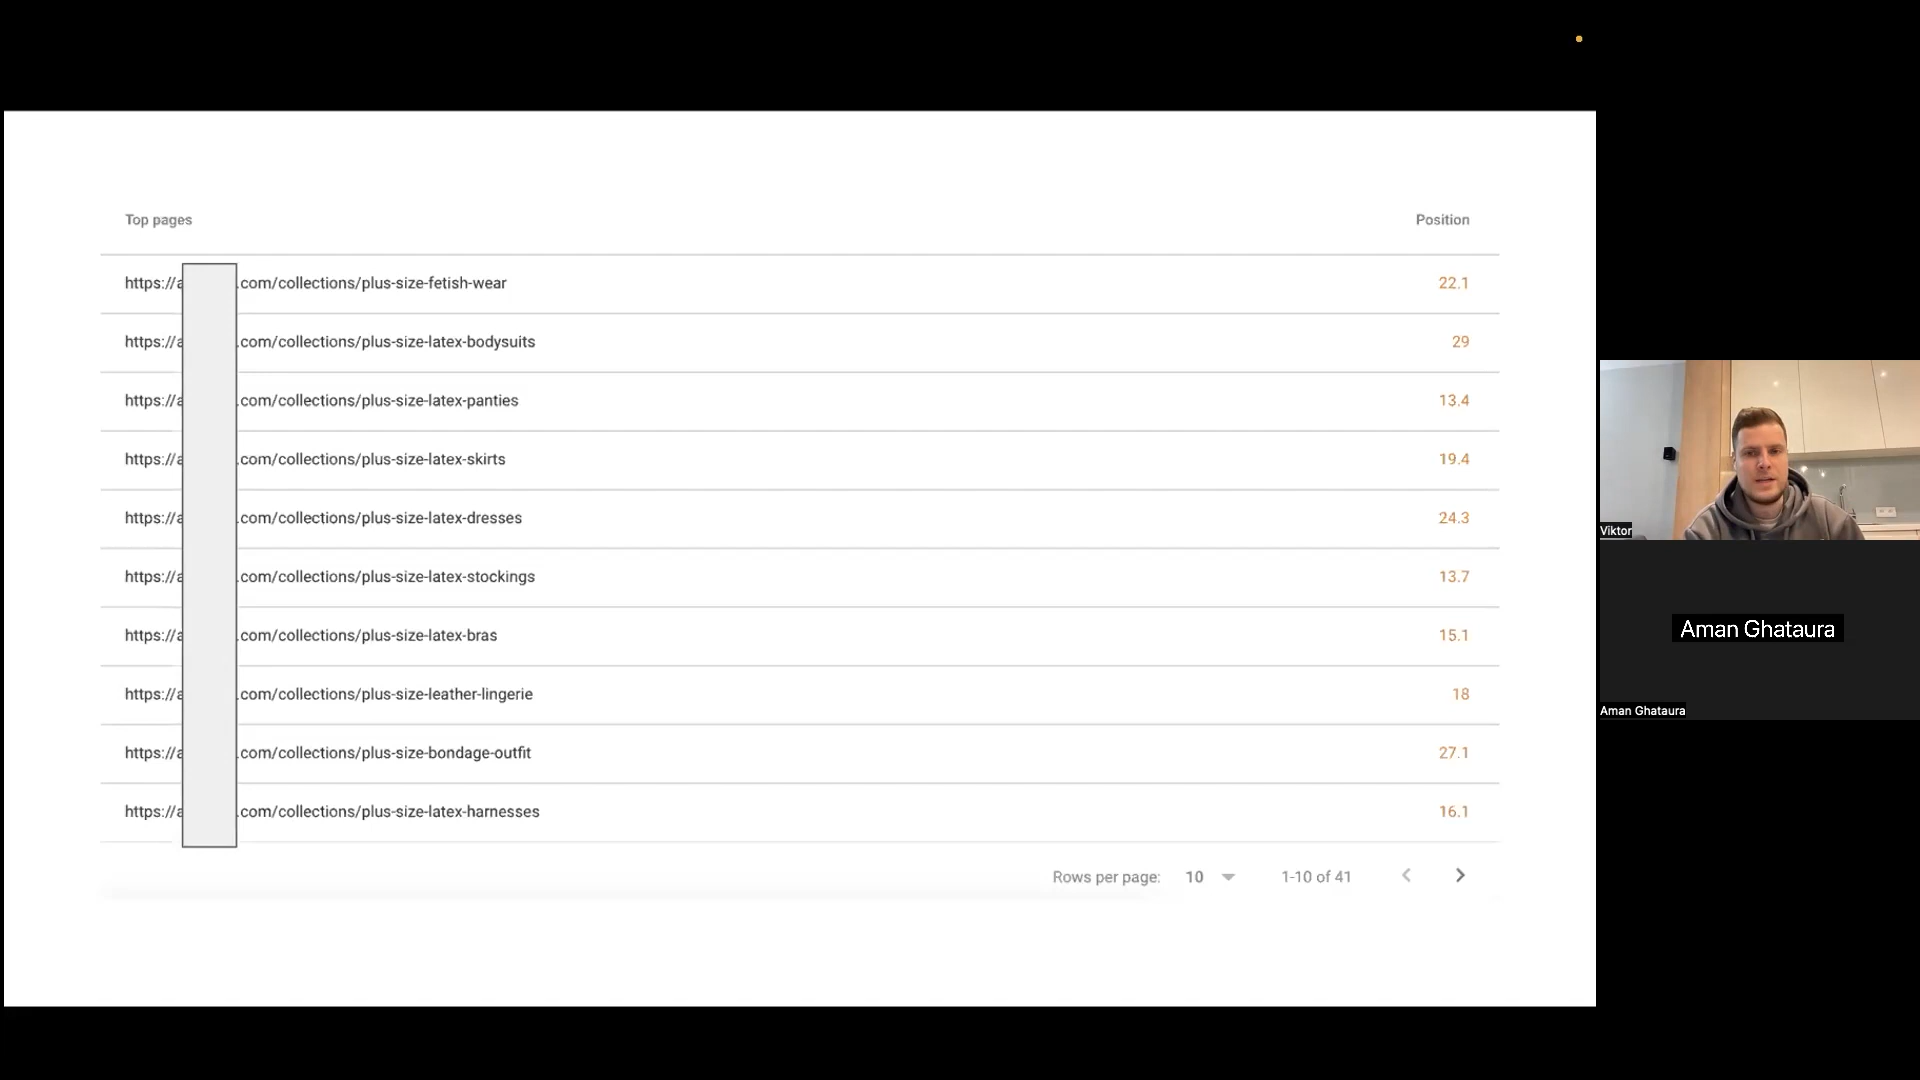 Top pages Position
https://a .com/collections/plus-size-fetish-wear 22.1
https://a .com/collections/plus-size-latex-bodysuits 29
https://a .com/collections/plus-size-latex-panties 13.4
https://a .com/collections/plus-size-latex-skirts 19.4
https://a .com/collections/plus-size-latex-dresses 24.3
https://a .com/collections/plus-size-latex-stockings 13.7
https://a .com/collections/plus-size-latex-bras 15.1
https://a .com/collections/plus-size-leather-lingerie 18
https://a .com/collections/plus-size-bondage-outfit 27.1
https://a .com/collections/plus-size-latex-harnesses 16.1
Rows per page: 10 1-10 of 41
Viktor
Aman Ghataura
Aman Ghataura